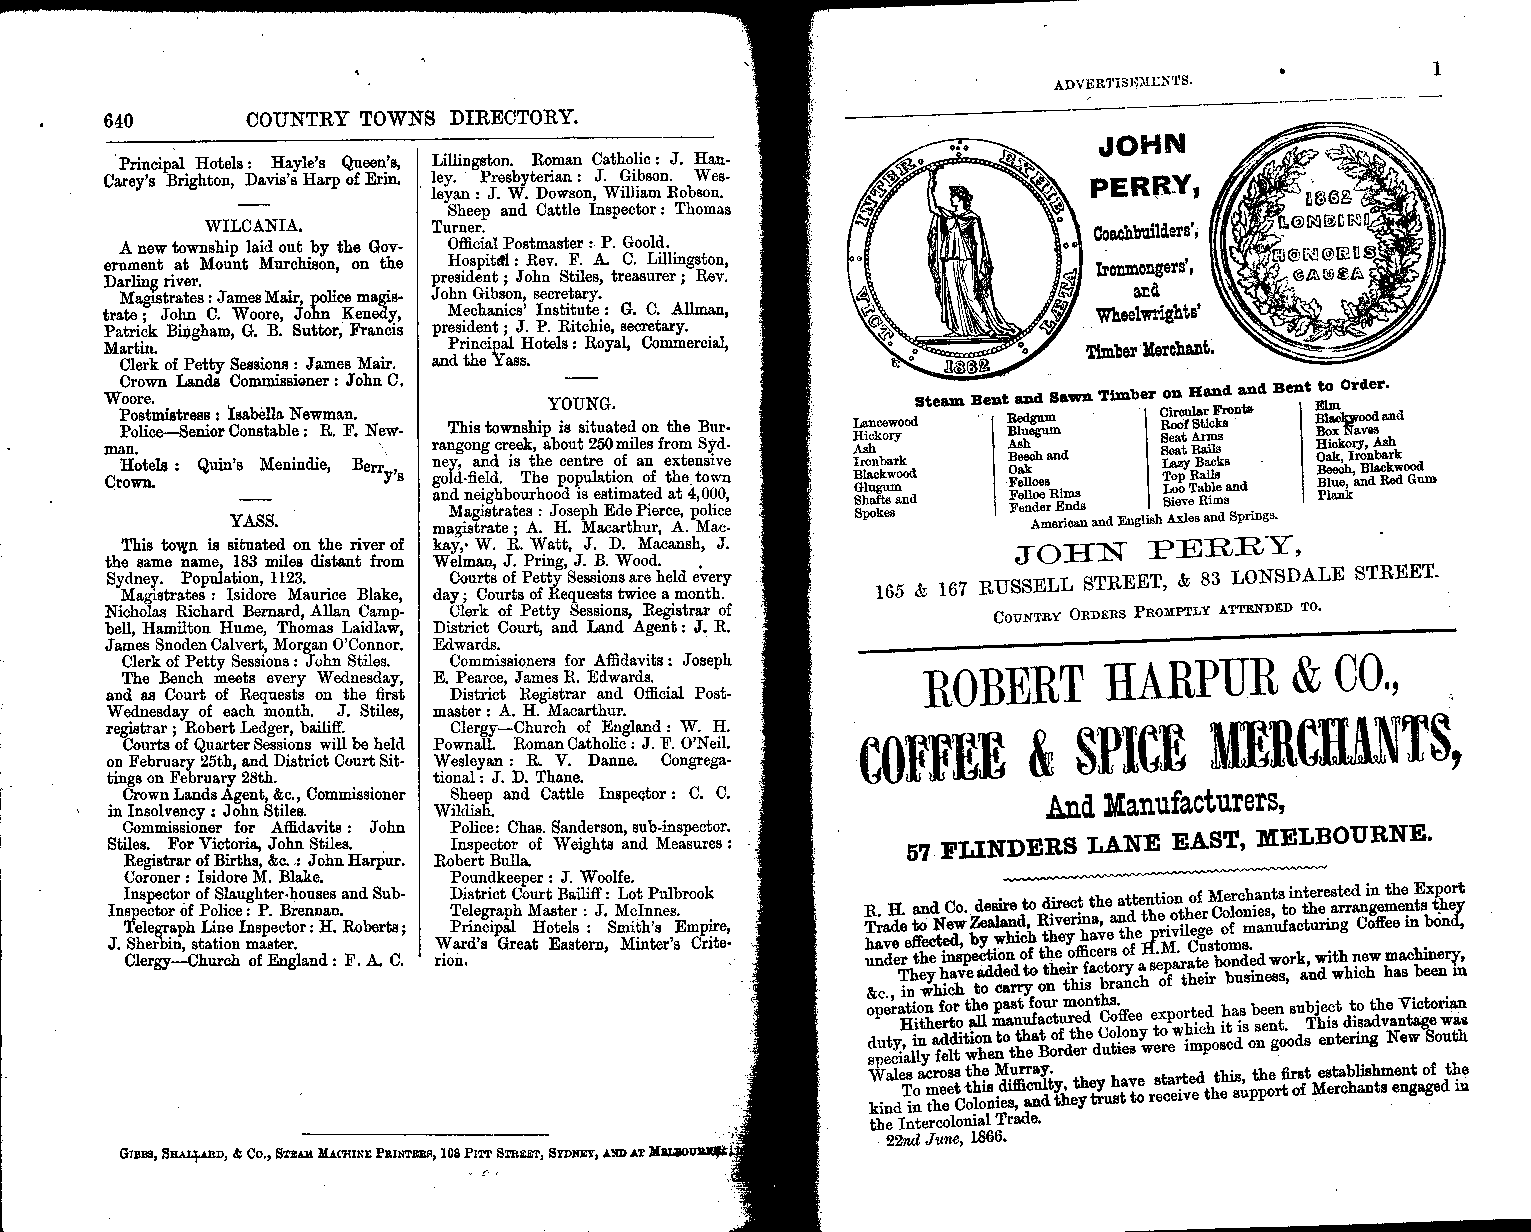 640 COUNTRY TOWNS DIRECTORY.
Principal Hotels: Hayle's Queen's,
Carey's Brighton, Davis's Harp of Erin.
WILCANIA.
A new township laid out by the Gov-
ernment at Mount Murchison, on the
Darling river.
Magistrates: James Mair, police magis-
trate; John C. Woore, John Kenedy,
Patrick Bingham, G. B. Suttor, Francis
Martin.
Clerk of Petty Sessions: James Mair.
Crown Lands Commissioner: John C.
Woore.
Postmistress: Isabella Newman.
Police—Senior Constable: R. F. New-
man.
Hotels: Quin's Menindie, Berry's
Crown.
YASS.
This town is situated on the river of
the same name, 183 miles distant from
Sydney. Population, 1123.
Magistrates: Isidore Maurice Blake,
Nicholas Richard Bernard, Allan Camp-
bell, Hamilton Hume, Thomas Laidlaw,
James Snoden Calvert, Morgan O'Connor.
Clerk of Petty Sessions: John Stiles.
The Bench meets every Wednesday,
and as Court of Requests on the first
Wednesday of each month. J. Stiles,
registrar; Robert Ledger, bailiff.
Courts of Quarter Sessions will be held
on February 25th, and District Court Sit-
tings on February 28th.
Crown Lands Agent, &c., Commissioner
in Insolvency: John Stiles.
Commissioner for Affidavits: John
Stiles. For Victoria, John Stiles.
Registrar of Births, &c.: John Harpur.
Coroner: Isidore M. Blake.
Inspector of Slaughter-houses and Sub-
Inspector of Police: P. Brennan.
Telegraph Line Inspector: H. Roberts;
J. Sherbin, station master.
Clergy—Church of England: F. A. C.
Lillingston. Roman Catholic: J. Han-
ley. Presbyterian: J. Gibson. Wes-
leyan: J. W. Dowson, William Robson.
Sheep and Cattle Inspector: Thomas
Turner.
Official Postmaster: P. Goold.
Hospital: Rev. F. A. C. Lillingston,
president; John Stiles, treasurer; Rev.
John Gibson, secretary.
Mechanics' Institute: G. C. Allman,
president; J. P. Ritchie, secretary.
Principal Hotels: Royal, Commercial,
and the Yass.
YOUNG.
This township is situated on the Bur-
rangong creek, about 250 miles from Syd-
ney, and is the centre of an extensive
gold-field. The population of the town
and neighbourhood is estimated at 4,000,
Magistrates: Joseph Ede Pierce, police
magistrate; A. H. Macarthur, A. Mac-
kay, W. R. Watt, J. D. Macansh, J.
Welman, J. Pring, J. B. Wood.
Courts of Petty Sessions are held every
day; Courts of Requests twice a month.
Clerk of Petty Sessions, Registrar of
District Court, and Land Agent: J. R.
Edwards.
Commissioners for Affidavits: Joseph
E. Pearce, James R. Edwards.
District Registrar and Official Post-
master: A. H. Macarthur.
Clergy—Church of England: W. H.
Pownall. Roman Catholic: J. F. O'Neil.
Wesleyan: R. V. Danne. Congrega-
tional: J. D. Thane.
Sheep and Cattle Inspector: C. C.
Wildish.
Police: Chas. Sanderson, sub-inspector.
Inspector of Weights and Measures:
Robert Bulla.
Poundkeeper: J. Woolfe.
District Court Bailiff: Lot Pulbrook
Telegraph Master: J. McInnes.
Principal Hotels: Smith's Empire,
Ward's Great Eastern, Minter's Crite-
rion.
GIBBS, SHALLARD, & CO., STEAM MACHINE PRINTERS, 108 PITT STREET, SYDNEY, AND AT MELBOURNE
ADVERTISEMENTS. 1
INTER. EXHIB. VICT. LÆTA 1862
JOHN
PERRY,
Coachbuilders',
Ironmongers',
and
Wheelwrights'
Timber Merchant.
1862
LONDINI
HONORIS
CAUSA
Steam Bent and Sawn Timber on Hand and Bent to Order.
Lancewood
Hickory
Ash
Ironbark
Blackwood
Glugum
Shafts and
Spokes
Redgum
Bluegum
Ash
Beech and
Oak
Felloes
Felloe Rims
Fender Ends
Circular Fronts
Roof Sticks
Seat Arms
Seat Rails
Lazy Backs
Top Rails
Loo Table and
Sieve Rims
Elm
Blackwood and
Box Naves
Hickory, Ash
Oak, Ironbark
Beech, Blackwood
Blue, and Red Gum
Plank
American and English Axles and Springs.
JOHN PERRY,
165 & 167 RUSSELL STREET, & 83 LONSDALE STREET.
COUNTRY ORDERS PROMPTLY ATTENDED TO.
ROBERT HARPUR & CO.,
COFFEE & SPICE MERCHANTS,
And Manufacturers,
57 FLINDERS LANE EAST, MELBOURNE.
R. H. and Co. desire to direct the attention of Merchants interested in the Export
Trade to New Zealand, Riverina, and the other Colonies, to the arrangements they
have effected, by which they have the privilege of manufacturing Coffee in bond,
under the inspection of the officers of H.M. Customs.
They have added to their factory a separate bonded work, with new machinery,
&c., in which to carry on this branch of their business, and which has been in
operation for the past four months.
Hitherto all manufactured Coffee exported has been subject to the Victorian
duty, in addition to that of the Colony to which it is sent. This disadvantage was
specially felt when the Border duties were imposed on goods entering New South
Wales across the Murray.
To meet this difficulty, they have started this, the first establishment of the
kind in the Colonies, and they trust to receive the support of Merchants engaged in
the Intercolonial Trade.
22nd June, 1866.